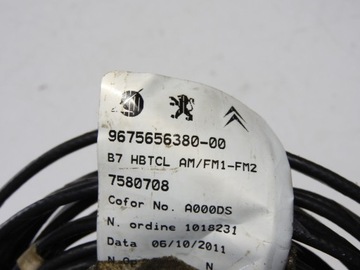 9675656380-00
B7 HBTCL AM/FM1-FM2
7580708
Cofor No. A000DS
N. ordine 1018231
Data 06/10/2011